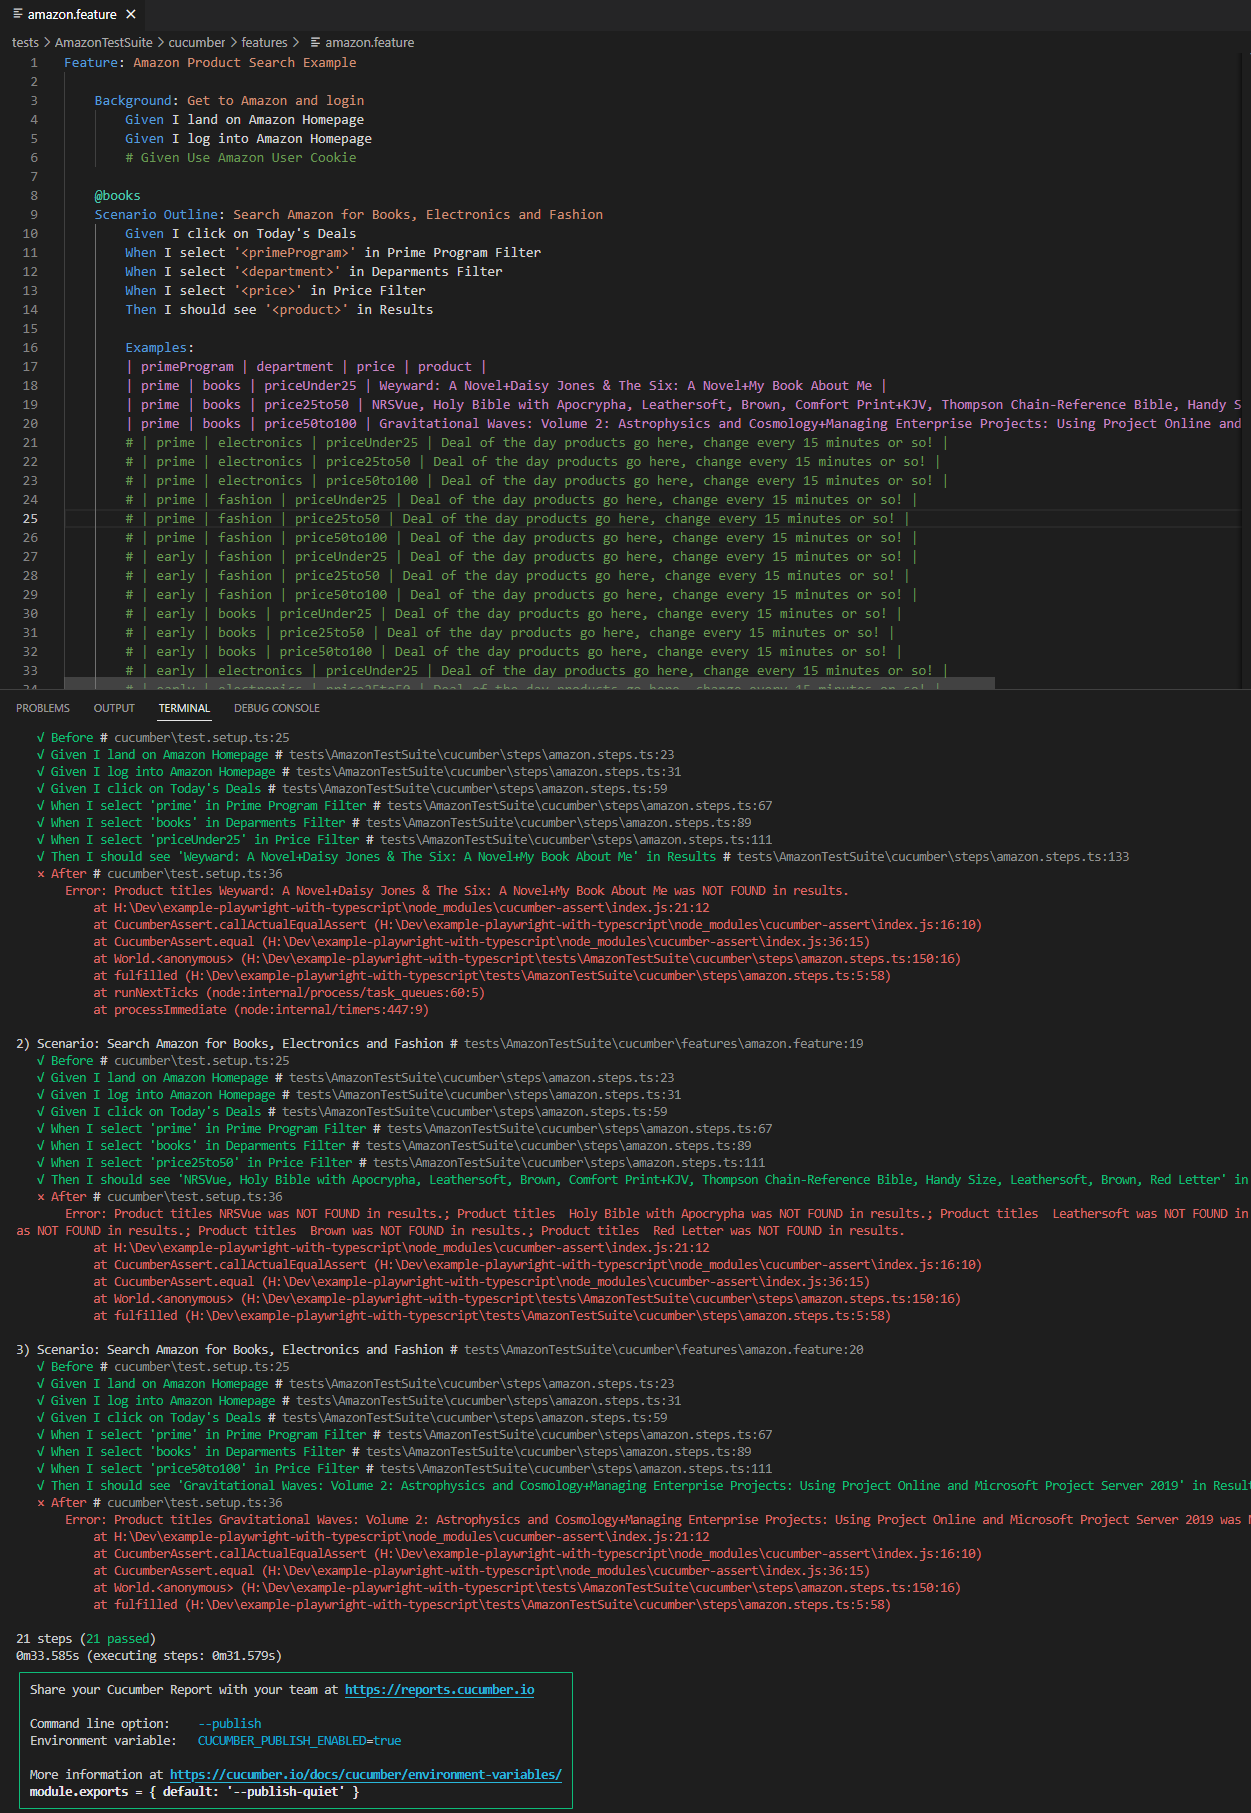 amazon.feature ×
tests > AmazonTestSuite > cucumber > features > amazon.feature
1 Feature: Amazon Product Search Example
2
3 Background: Get to Amazon and login
4 Given I land on Amazon Homepage
5 Given I log into Amazon Homepage
6 # Given Use Amazon User Cookie
7
8 @books
9 Scenario Outline: Search Amazon for Books, Electronics and Fashion
10 Given I click on Today's Deals
11 When I select '<primeProgram>' in Prime Program Filter
12 When I select '<department>' in Deparments Filter
13 When I select '<price>' in Price Filter
14 Then I should see '<product>' in Results
15
16 Examples:
17 | primeProgram | department | price | product |
18 | prime | books | priceUnder25 | Weyward: A Novel+Daisy Jones & The Six: A Novel+My Book About Me |
19 | prime | books | price25to50 | NRSVue, Holy Bible with Apocrypha, Leathersoft, Brown, Comfort Print+KJV, Thompson Chain-Reference Bible, Handy S
20 | prime | books | price50to100 | Gravitational Waves: Volume 2: Astrophysics and Cosmology+Managing Enterprise Projects: Using Project Online and
21 # | prime | electronics | priceUnder25 | Deal of the day products go here, change every 15 minutes or so! |
22 # | prime | electronics | price25to50 | Deal of the day products go here, change every 15 minutes or so! |
23 # | prime | electronics | price50to100 | Deal of the day products go here, change every 15 minutes or so! |
24 # | prime | fashion | priceUnder25 | Deal of the day products go here, change every 15 minutes or so! |
25 # | prime | fashion | price25to50 | Deal of the day products go here, change every 15 minutes or so! |
26 # | prime | fashion | price50to100 | Deal of the day products go here, change every 15 minutes or so! |
27 # | early | fashion | priceUnder25 | Deal of the day products go here, change every 15 minutes or so! |
28 # | early | fashion | price25to50 | Deal of the day products go here, change every 15 minutes or so! |
29 # | early | fashion | price50to100 | Deal of the day products go here, change every 15 minutes or so! |
30 # | early | books | priceUnder25 | Deal of the day products go here, change every 15 minutes or so! |
31 # | early | books | price25to50 | Deal of the day products go here, change every 15 minutes or so! |
32 # | early | books | price50to100 | Deal of the day products go here, change every 15 minutes or so! |
33 # | early | electronics | priceUnder25 | Deal of the day products go here, change every 15 minutes or so! |
34 # | early | electronics | price25to50 | Deal of the day products go here, change every 15 minutes or so! |
PROBLEMS OUTPUT TERMINAL DEBUG CONSOLE
√ Before # cucumber\test.setup.ts:25
√ Given I land on Amazon Homepage # tests\AmazonTestSuite\cucumber\steps\amazon.steps.ts:23
√ Given I log into Amazon Homepage # tests\AmazonTestSuite\cucumber\steps\amazon.steps.ts:31
√ Given I click on Today's Deals # tests\AmazonTestSuite\cucumber\steps\amazon.steps.ts:59
√ When I select 'prime' in Prime Program Filter # tests\AmazonTestSuite\cucumber\steps\amazon.steps.ts:67
√ When I select 'books' in Deparments Filter # tests\AmazonTestSuite\cucumber\steps\amazon.steps.ts:89
√ When I select 'priceUnder25' in Price Filter # tests\AmazonTestSuite\cucumber\steps\amazon.steps.ts:111
√ Then I should see 'Weyward: A Novel+Daisy Jones & The Six: A Novel+My Book About Me' in Results # tests\AmazonTestSuite\cucumber\steps\amazon.steps.ts:133
× After # cucumber\test.setup.ts:36
Error: Product titles Weyward: A Novel+Daisy Jones & The Six: A Novel+My Book About Me was NOT FOUND in results.
at H:\Dev\example-playwright-with-typescript\node_modules\cucumber-assert\index.js:21:12
at CucumberAssert.callActualEqualAssert (H:\Dev\example-playwright-with-typescript\node_modules\cucumber-assert\index.js:16:10)
at CucumberAssert.equal (H:\Dev\example-playwright-with-typescript\node_modules\cucumber-assert\index.js:36:15)
at World.<anonymous> (H:\Dev\example-playwright-with-typescript\tests\AmazonTestSuite\cucumber\steps\amazon.steps.ts:150:16)
at fulfilled (H:\Dev\example-playwright-with-typescript\tests\AmazonTestSuite\cucumber\steps\amazon.steps.ts:5:58)
at runNextTicks (node:internal/process/task_queues:60:5)
at processImmediate (node:internal/timers:447:9)
2) Scenario: Search Amazon for Books, Electronics and Fashion # tests\AmazonTestSuite\cucumber\features\amazon.feature:19
√ Before # cucumber\test.setup.ts:25
√ Given I land on Amazon Homepage # tests\AmazonTestSuite\cucumber\steps\amazon.steps.ts:23
√ Given I log into Amazon Homepage # tests\AmazonTestSuite\cucumber\steps\amazon.steps.ts:31
√ Given I click on Today's Deals # tests\AmazonTestSuite\cucumber\steps\amazon.steps.ts:59
√ When I select 'prime' in Prime Program Filter # tests\AmazonTestSuite\cucumber\steps\amazon.steps.ts:67
√ When I select 'books' in Deparments Filter # tests\AmazonTestSuite\cucumber\steps\amazon.steps.ts:89
√ When I select 'price25to50' in Price Filter # tests\AmazonTestSuite\cucumber\steps\amazon.steps.ts:111
√ Then I should see 'NRSVue, Holy Bible with Apocrypha, Leathersoft, Brown, Comfort Print+KJV, Thompson Chain-Reference Bible, Handy Size, Leathersoft, Brown, Red Letter' in
× After # cucumber\test.setup.ts:36
Error: Product titles NRSVue was NOT FOUND in results.; Product titles  Holy Bible with Apocrypha was NOT FOUND in results.; Product titles  Leathersoft was NOT FOUND in
as NOT FOUND in results.; Product titles  Brown was NOT FOUND in results.; Product titles  Red Letter was NOT FOUND in results.
at H:\Dev\example-playwright-with-typescript\node_modules\cucumber-assert\index.js:21:12
at CucumberAssert.callActualEqualAssert (H:\Dev\example-playwright-with-typescript\node_modules\cucumber-assert\index.js:16:10)
at CucumberAssert.equal (H:\Dev\example-playwright-with-typescript\node_modules\cucumber-assert\index.js:36:15)
at World.<anonymous> (H:\Dev\example-playwright-with-typescript\tests\AmazonTestSuite\cucumber\steps\amazon.steps.ts:150:16)
at fulfilled (H:\Dev\example-playwright-with-typescript\tests\AmazonTestSuite\cucumber\steps\amazon.steps.ts:5:58)
3) Scenario: Search Amazon for Books, Electronics and Fashion # tests\AmazonTestSuite\cucumber\features\amazon.feature:20
√ Before # cucumber\test.setup.ts:25
√ Given I land on Amazon Homepage # tests\AmazonTestSuite\cucumber\steps\amazon.steps.ts:23
√ Given I log into Amazon Homepage # tests\AmazonTestSuite\cucumber\steps\amazon.steps.ts:31
√ Given I click on Today's Deals # tests\AmazonTestSuite\cucumber\steps\amazon.steps.ts:59
√ When I select 'prime' in Prime Program Filter # tests\AmazonTestSuite\cucumber\steps\amazon.steps.ts:67
√ When I select 'books' in Deparments Filter # tests\AmazonTestSuite\cucumber\steps\amazon.steps.ts:89
√ When I select 'price50to100' in Price Filter # tests\AmazonTestSuite\cucumber\steps\amazon.steps.ts:111
√ Then I should see 'Gravitational Waves: Volume 2: Astrophysics and Cosmology+Managing Enterprise Projects: Using Project Online and Microsoft Project Server 2019' in Resul
× After # cucumber\test.setup.ts:36
Error: Product titles Gravitational Waves: Volume 2: Astrophysics and Cosmology+Managing Enterprise Projects: Using Project Online and Microsoft Project Server 2019 was N
at H:\Dev\example-playwright-with-typescript\node_modules\cucumber-assert\index.js:21:12
at CucumberAssert.callActualEqualAssert (H:\Dev\example-playwright-with-typescript\node_modules\cucumber-assert\index.js:16:10)
at CucumberAssert.equal (H:\Dev\example-playwright-with-typescript\node_modules\cucumber-assert\index.js:36:15)
at World.<anonymous> (H:\Dev\example-playwright-with-typescript\tests\AmazonTestSuite\cucumber\steps\amazon.steps.ts:150:16)
at fulfilled (H:\Dev\example-playwright-with-typescript\tests\AmazonTestSuite\cucumber\steps\amazon.steps.ts:5:58)
21 steps (21 passed)
0m33.585s (executing steps: 0m31.579s)
Share your Cucumber Report with your team at https://reports.cucumber.io
Command line option: --publish
Environment variable: CUCUMBER_PUBLISH_ENABLED=true
More information at https://cucumber.io/docs/cucumber/environment-variables/
module.exports = { default: '--publish-quiet' }